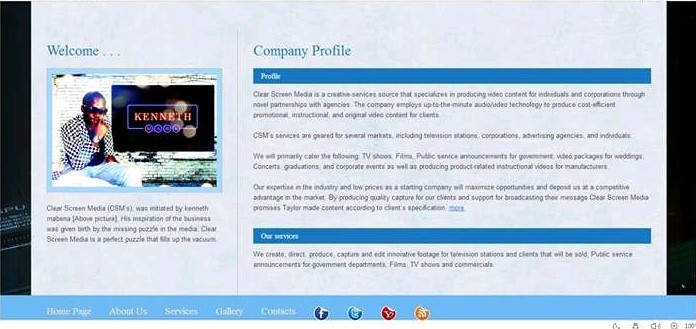 Welcome . . .
KENNETH
Clear Screen Media (CSM's), was initiated by kenneth
mabena [Above picture], His inspiration of the business
was given birth by the missing puzzle in the media, Clear
Screen Media is a perfect puzzle that fills up the vacuum.
Company Profile
Profile
Clear Screen Media is a creative-services source that specializes in producing video content for individuals and corporations through
novel partnerships with agencies. The company employs up-to-the-minute audio/video technology to produce cost-efficient
promotional, instructional, and original video content for clients.
CSM's services are geared for several markets, including television stations, corporations, advertising agencies, and individuals.
We will primarily cater the following: TV shows, Films, Public service announcements for government, video packages for weddings,
Concerts, graduations, and corporate events as well as producing product-related instructional videos for manufacturers.
Our expertise in the industry and low prices as a starting company will maximize opportunities and deposit us at a competitive
advantage in the market. By producing quality capture for our clients and support for broadcasting their message Clear Screen Media
promises Taylor made content according to client's specification. more.
Our services
We create, direct, produce, capture and edit innovative footage for television stations and clients that will be sold; Public service
announcements for government departments, Films, TV shows and commercials.
Home Page About Us Services Gallery Contacts